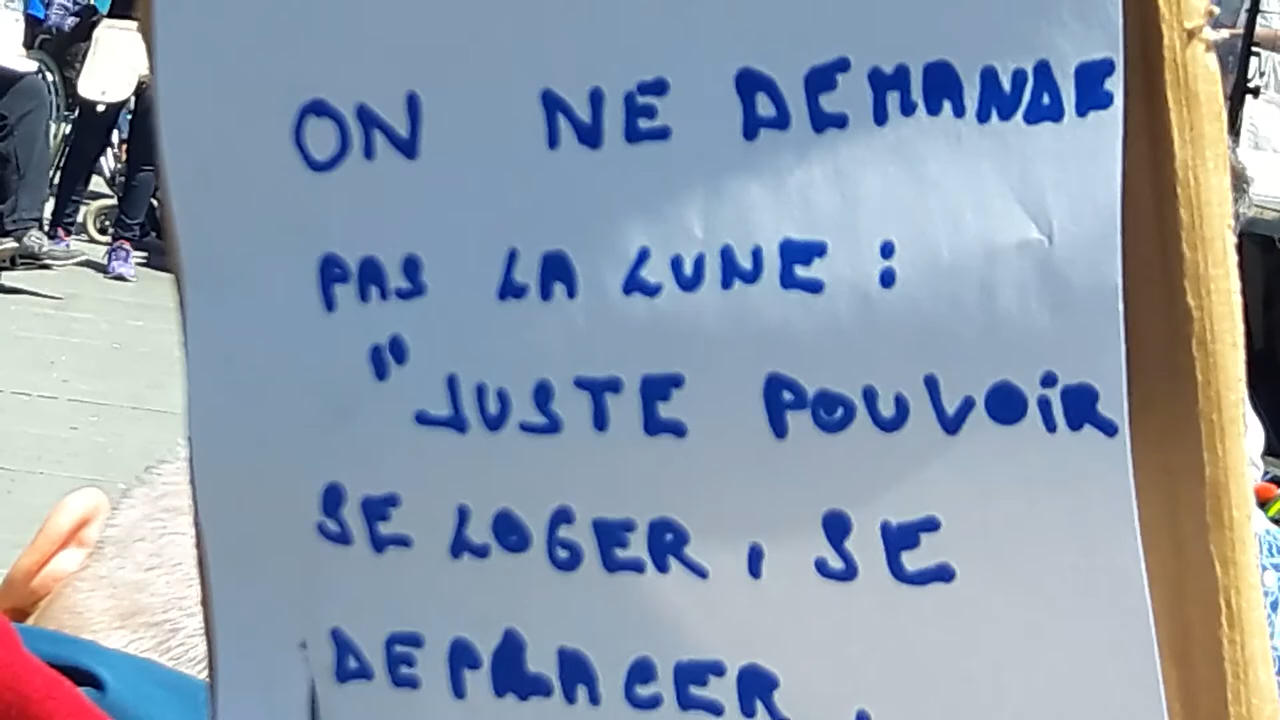 ON NE DEMANDE
PAS LA LUNE :
"JUSTE POUVOIR
SE LOGER, SE
DEPLACER,